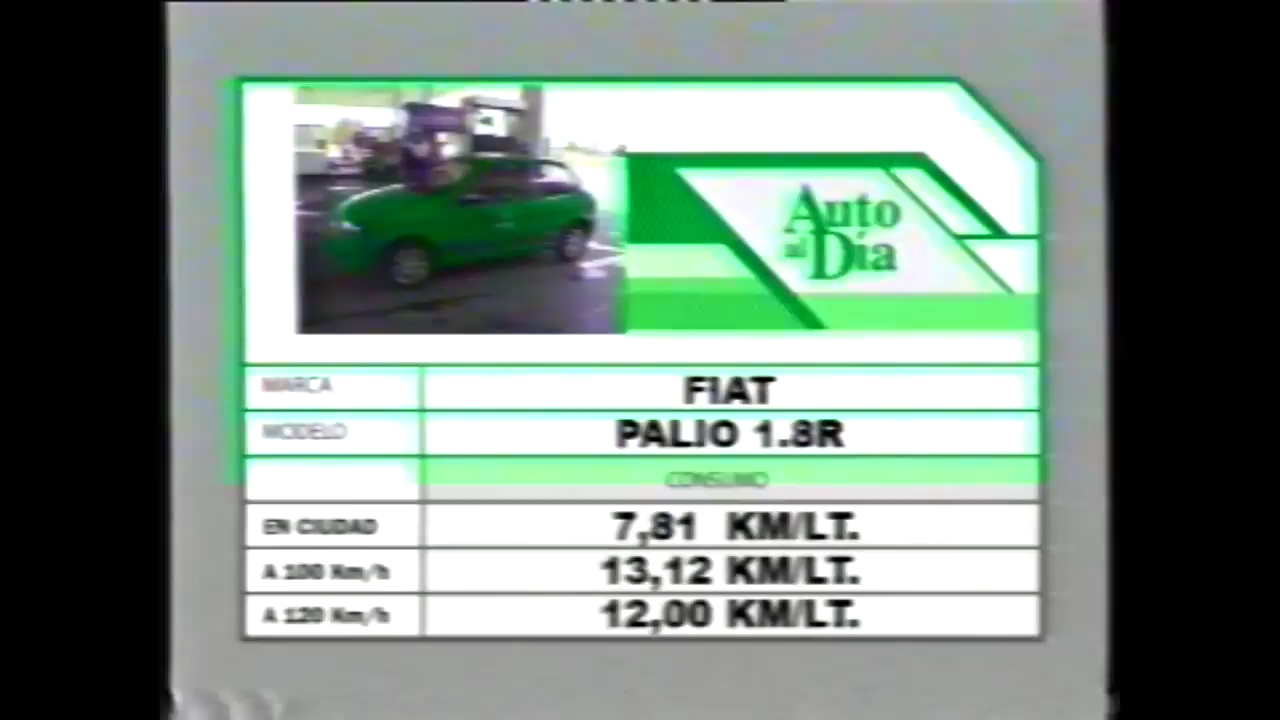 Auto
al Día
MARCA FIAT
MODELO PALIO 1.8R
CONSUMO
EN CIUDAD 7,81 KM/LT.
A 100 Km/h 13,12 KM/LT.
A 120 Km/h 12,00 KM/LT.